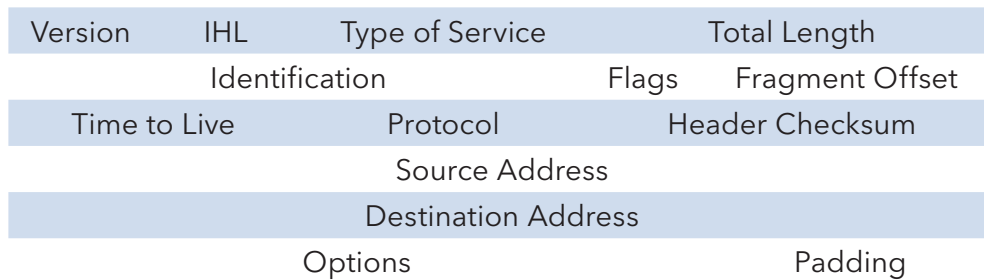 Version IHL Type of Service Total Length
Identification Flags Fragment Offset
Time to Live Protocol Header Checksum
Source Address
Destination Address
Options Padding